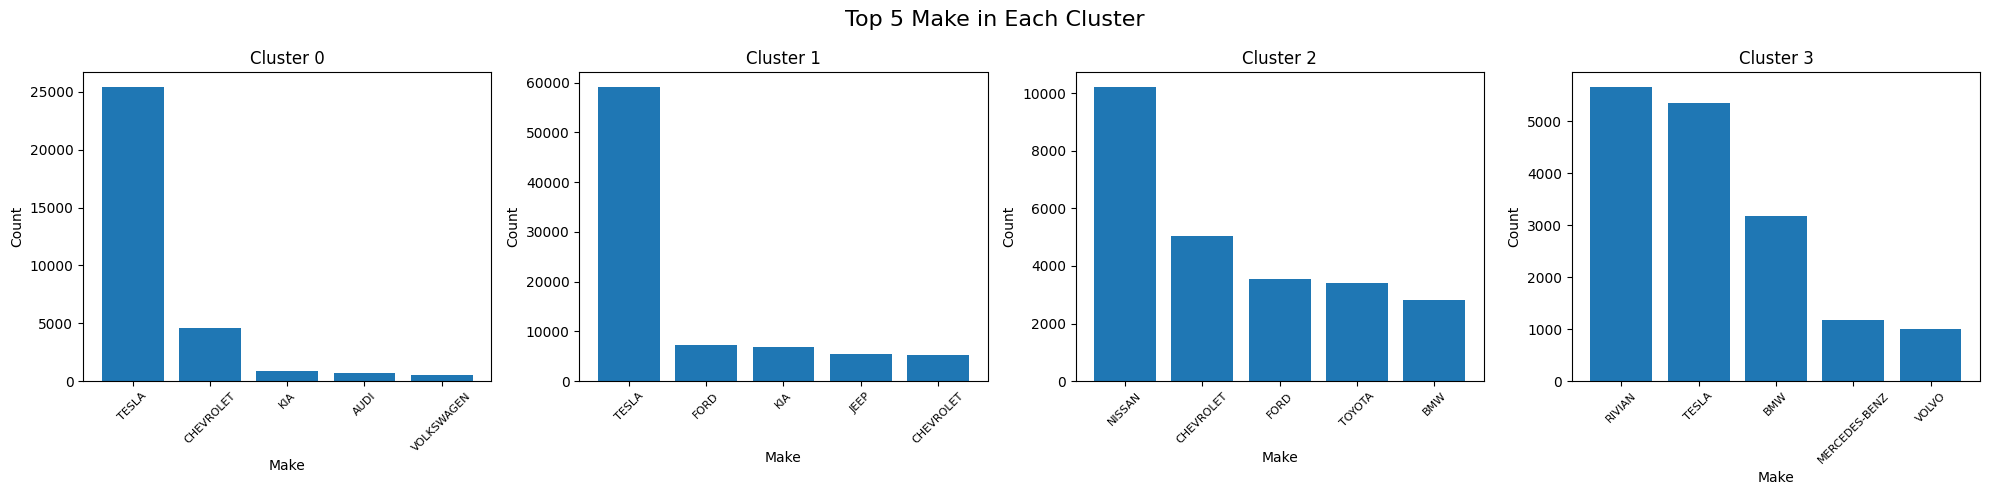 Top 5 Make in Each Cluster
Cluster 0
25000
20000
15000
10000
5000
0
Count
TESLA
CHEVROLET
KIA
AUDI
VOLKSWAGEN
Make
Cluster 1
60000
50000
40000
30000
20000
10000
0
Count
TESLA
FORD
KIA
JEEP
CHEVROLET
Make
Cluster 2
10000
8000
6000
4000
2000
0
Count
NISSAN
CHEVROLET
FORD
TOYOTA
BMW
Make
Cluster 3
5000
4000
3000
2000
1000
0
Count
RIVIAN
TESLA
BMW
MERCEDES-BENZ
VOLVO
Make